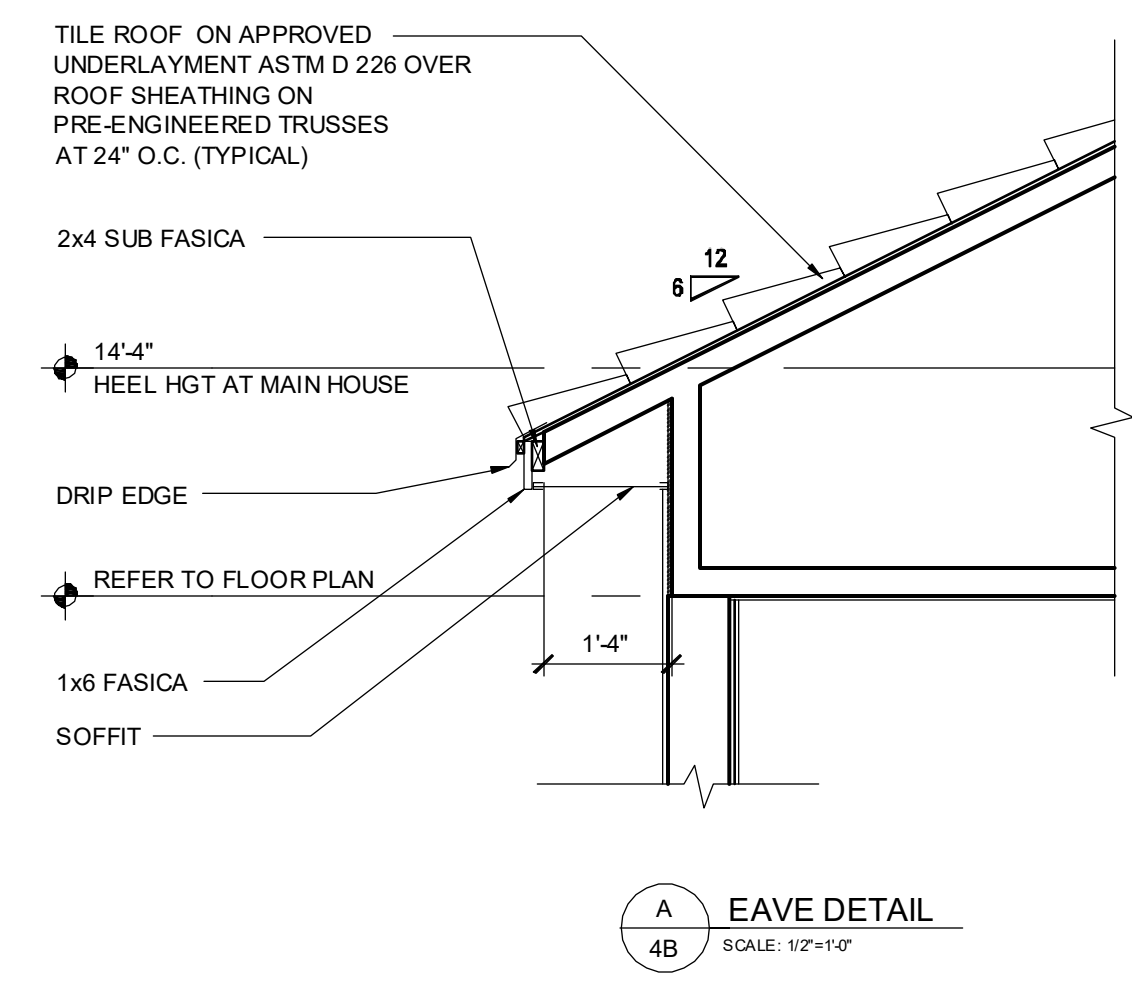 TILE ROOF ON APPROVED
UNDERLAYMENT ASTM D 226 OVER
ROOF SHEATHING ON
PRE-ENGINEERED TRUSSES
AT 24" O.C. (TYPICAL)
2x4 SUB FASICA
12
6
14'-4"
HEEL HGT AT MAIN HOUSE
DRIP EDGE
REFER TO FLOOR PLAN
1'-4"
1x6 FASICA
SOFFIT
A
4B
EAVE DETAIL
SCALE: 1/2"=1'-0"